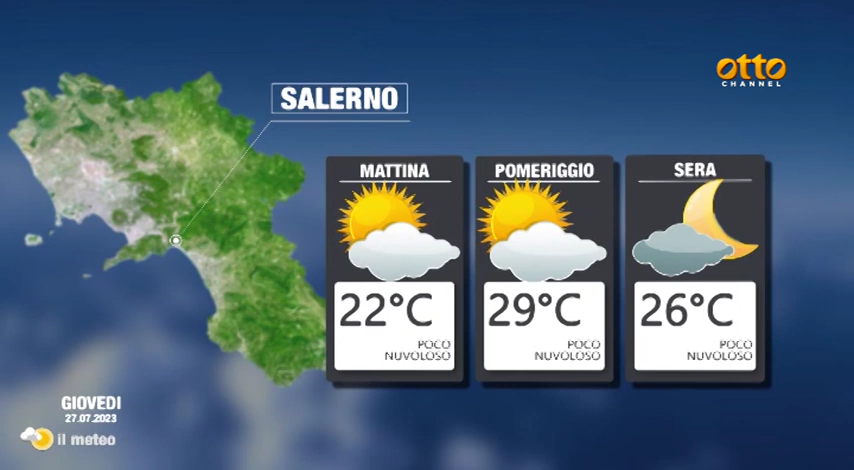 otto
CHANNEL
SALERNO
MATTINA
22°C
POCO
NUVOLOSO
POMERIGGIO
29°C
POCO
NUVOLOSO
SERA
26°C
POCO
NUVOLOSO
GIOVEDI
27.07.2023
il meteo